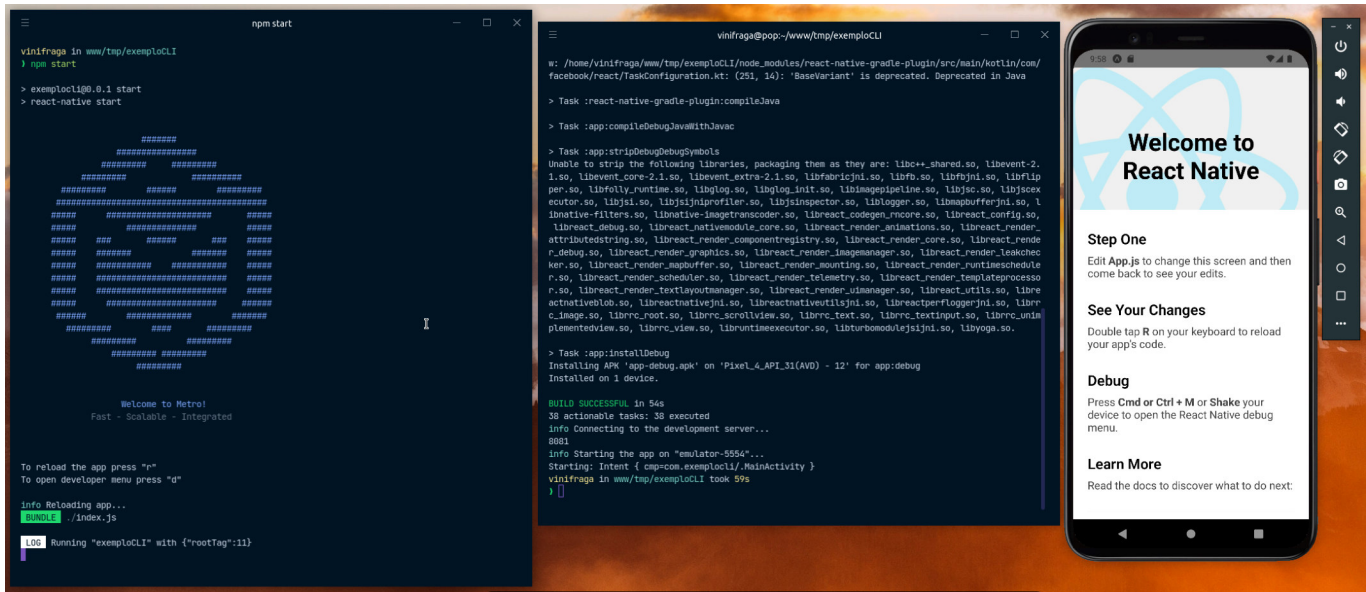 npm start
vinifraga in www/tmp/exemploCLI
❯ npm start
> exemplocli@0.0.1 start
> react-native start
#######
################
######### #########
######### ##########
######### ###### #########
##########################################
##### ##################### #####
##### ############## #####
##### ### ###### ### #####
##### ####### ####### #####
##### ########### ########### #####
##### ########################## #####
##### ###################### ######
###### ############# #######
######### #### #########
######### #########
######### #########
#########
Welcome to Metro!
Fast - Scalable - Integrated
To reload the app press "r"
To open developer menu press "d"
info Reloading app...
BUNDLE ./index.js
LOG Running "exemploCLI" with {"rootTag":11}
vinifraga@pop:~/www/tmp/exemploCLI
w: /home/vinifraga/www/tmp/exemploCLI/node_modules/react-native-gradle-plugin/src/main/kotlin/com/
facebook/react/TaskConfiguration.kt: (251, 14): 'BaseVariant' is deprecated. Deprecated in Java
> Task :react-native-gradle-plugin:compileJava
> Task :app:compileDebugJavaWithJavac
> Task :app:stripDebugDebugSymbols
Unable to strip the following libraries, packaging them as they are: libc++_shared.so, libevent-2.
1.so, libevent_core-2.1.so, libevent_extra-2.1.so, libfabricjni.so, libfb.so, libfbjni.so, libflip
per.so, libfolly_runtime.so, libglog.so, libglog_init.so, libimagepipeline.so, libjsc.so, libjscex
ecutor.so, libjsi.so, libjsijniprofiler.so, libjsinspector.so, liblogger.so, libmapbufferjni.so, l
ibnative-filters.so, libnative-imagetranscoder.so, libreact_codegen_rncore.so, libreact_config.so,
libreact_debug.so, libreact_nativemodule_core.so, libreact_render_animations.so, libreact_render_
attributedstring.so, libreact_render_componentregistry.so, libreact_render_core.so, libreact_rende
r_debug.so, libreact_render_graphics.so, libreact_render_imagemanager.so, libreact_render_leakchec
ker.so, libreact_render_mapbuffer.so, libreact_render_mounting.so, libreact_render_runtimeschedule
r.so, libreact_render_scheduler.so, libreact_render_telemetry.so, libreact_render_templateprocesso
r.so, libreact_render_textlayoutmanager.so, libreact_render_uimanager.so, libreact_utils.so, libre
actnativeblob.so, libreactnativejni.so, libreactnativeutilsjni.so, libreactperfloggerjni.so, librr
c_image.so, librrc_root.so, librrc_scrollview.so, librrc_text.so, librrc_textinput.so, librrc_unim
plementedview.so, librrc_view.so, libruntimeexecutor.so, libturbomodulejsijni.so, libyoga.so.
> Task :app:installDebug
Installing APK 'app-debug.apk' on 'Pixel_4_API_31(AVD) - 12' for app:debug
Installed on 1 device.
BUILD SUCCESSFUL in 54s
38 actionable tasks: 38 executed
info Connecting to the development server...
8081
info Starting the app on "emulator-5554"...
Starting: Intent { cmp=com.exemplocli/.MainActivity }
vinifraga in www/tmp/exemploCLI took 59s
❯
9:58
Welcome to
React Native
Step One
Edit App.js to change this screen and then
come back to see your edits.
See Your Changes
Double tap R on your keyboard to reload
your app's code.
Debug
Press Cmd or Ctrl + M or Shake your
device to open the React Native debug
menu.
Learn More
Read the docs to discover what to do next: